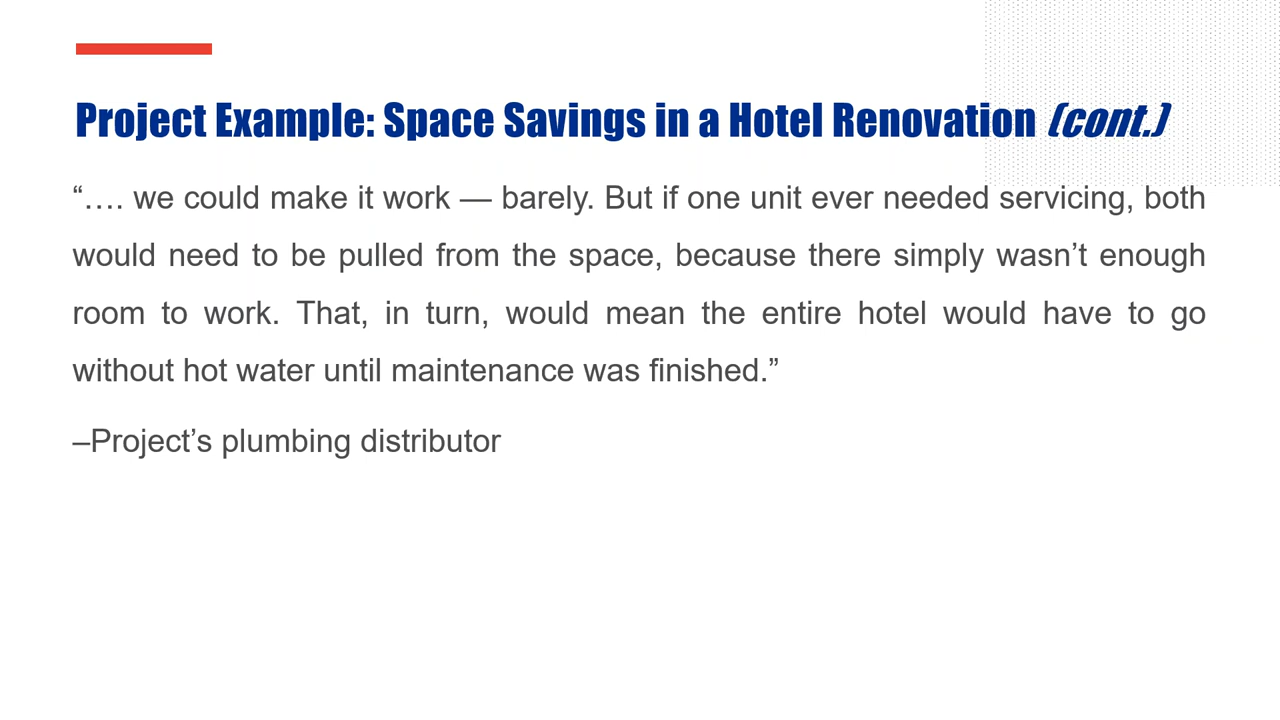 Project Example: Space Savings in a Hotel Renovation (cont.)
“…. we could make it work — barely. But if one unit ever needed servicing, both
would need to be pulled from the space, because there simply wasn’t enough
room to work. That, in turn, would mean the entire hotel would have to go
without hot water until maintenance was finished.”
–Project’s plumbing distributor